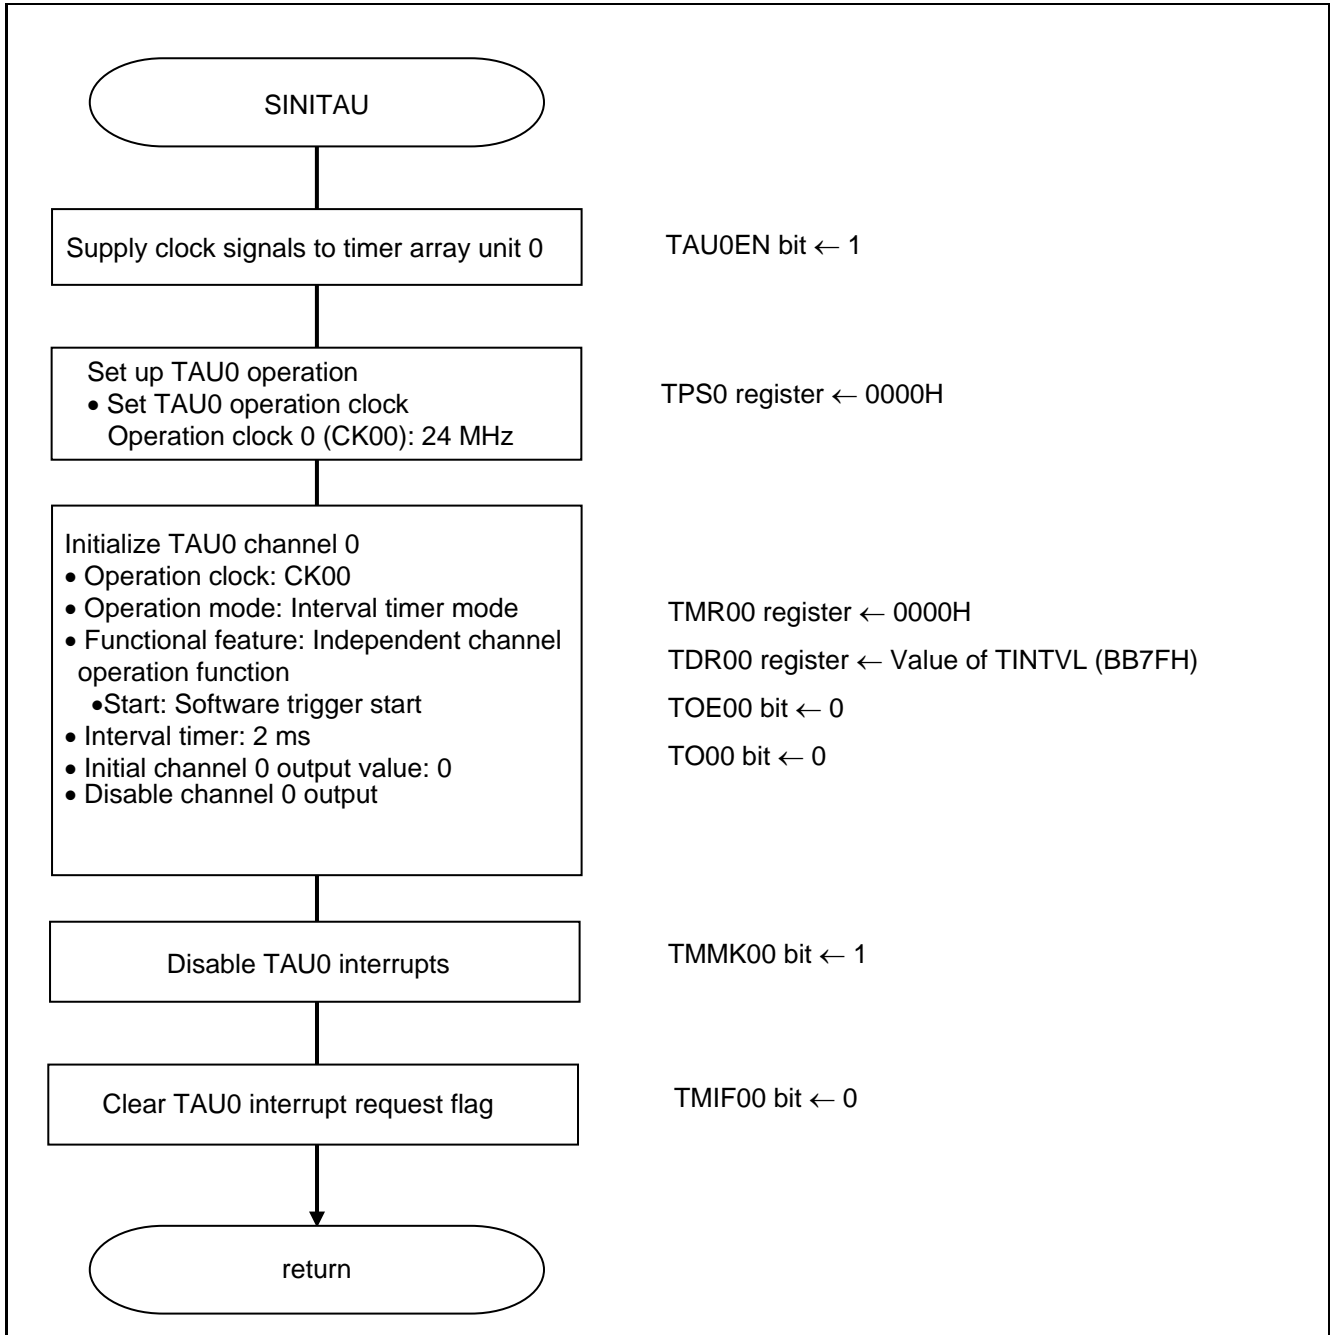 SINITAU
Supply clock signals to timer array unit 0
TAU0EN bit ← 1
Set up TAU0 operation
• Set TAU0 operation clock
Operation clock 0 (CK00): 24 MHz
TPS0 register ← 0000H
Initialize TAU0 channel 0
• Operation clock: CK00
• Operation mode: Interval timer mode
• Functional feature: Independent channel
operation function
•Start: Software trigger start
• Interval timer: 2 ms
• Initial channel 0 output value: 0
• Disable channel 0 output
TMR00 register ← 0000H
TDR00 register ← Value of TINTVL (BB7FH)
TOE00 bit ← 0
TO00 bit ← 0
Disable TAU0 interrupts
TMMK00 bit ← 1
Clear TAU0 interrupt request flag
TMIF00 bit ← 0
return